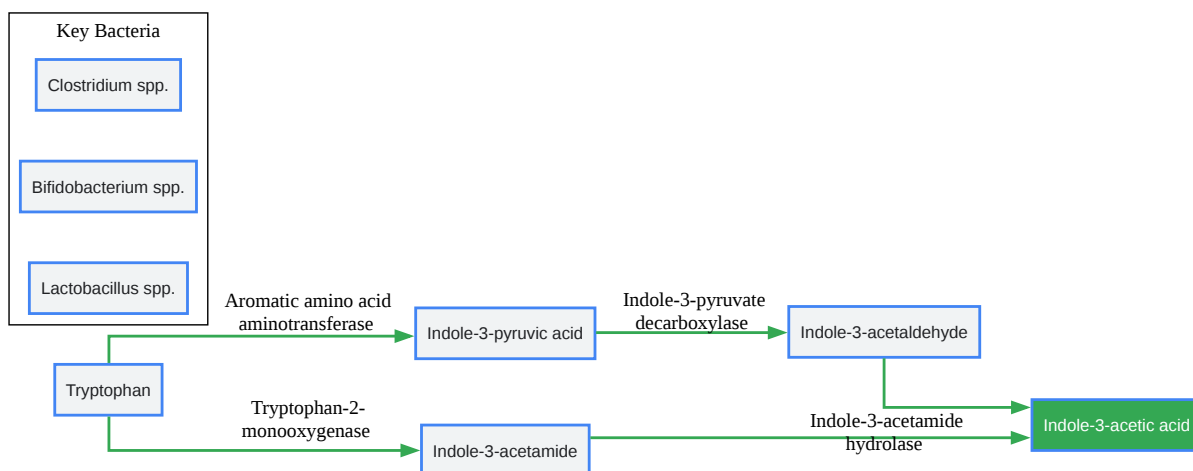 Key Bacteria
Clostridium spp.
Bifidobacterium spp.
Lactobacillus spp.
Aromatic amino acid
aminotransferase
Indole-3-pyruvic acid
Indole-3-pyruvate
decarboxylase
Indole-3-acetaldehyde
Tryptophan
Tryptophan-2-
monooxygenase
Indole-3-acetamide
Indole-3-acetamide
hydrolase
Indole-3-acetic acid